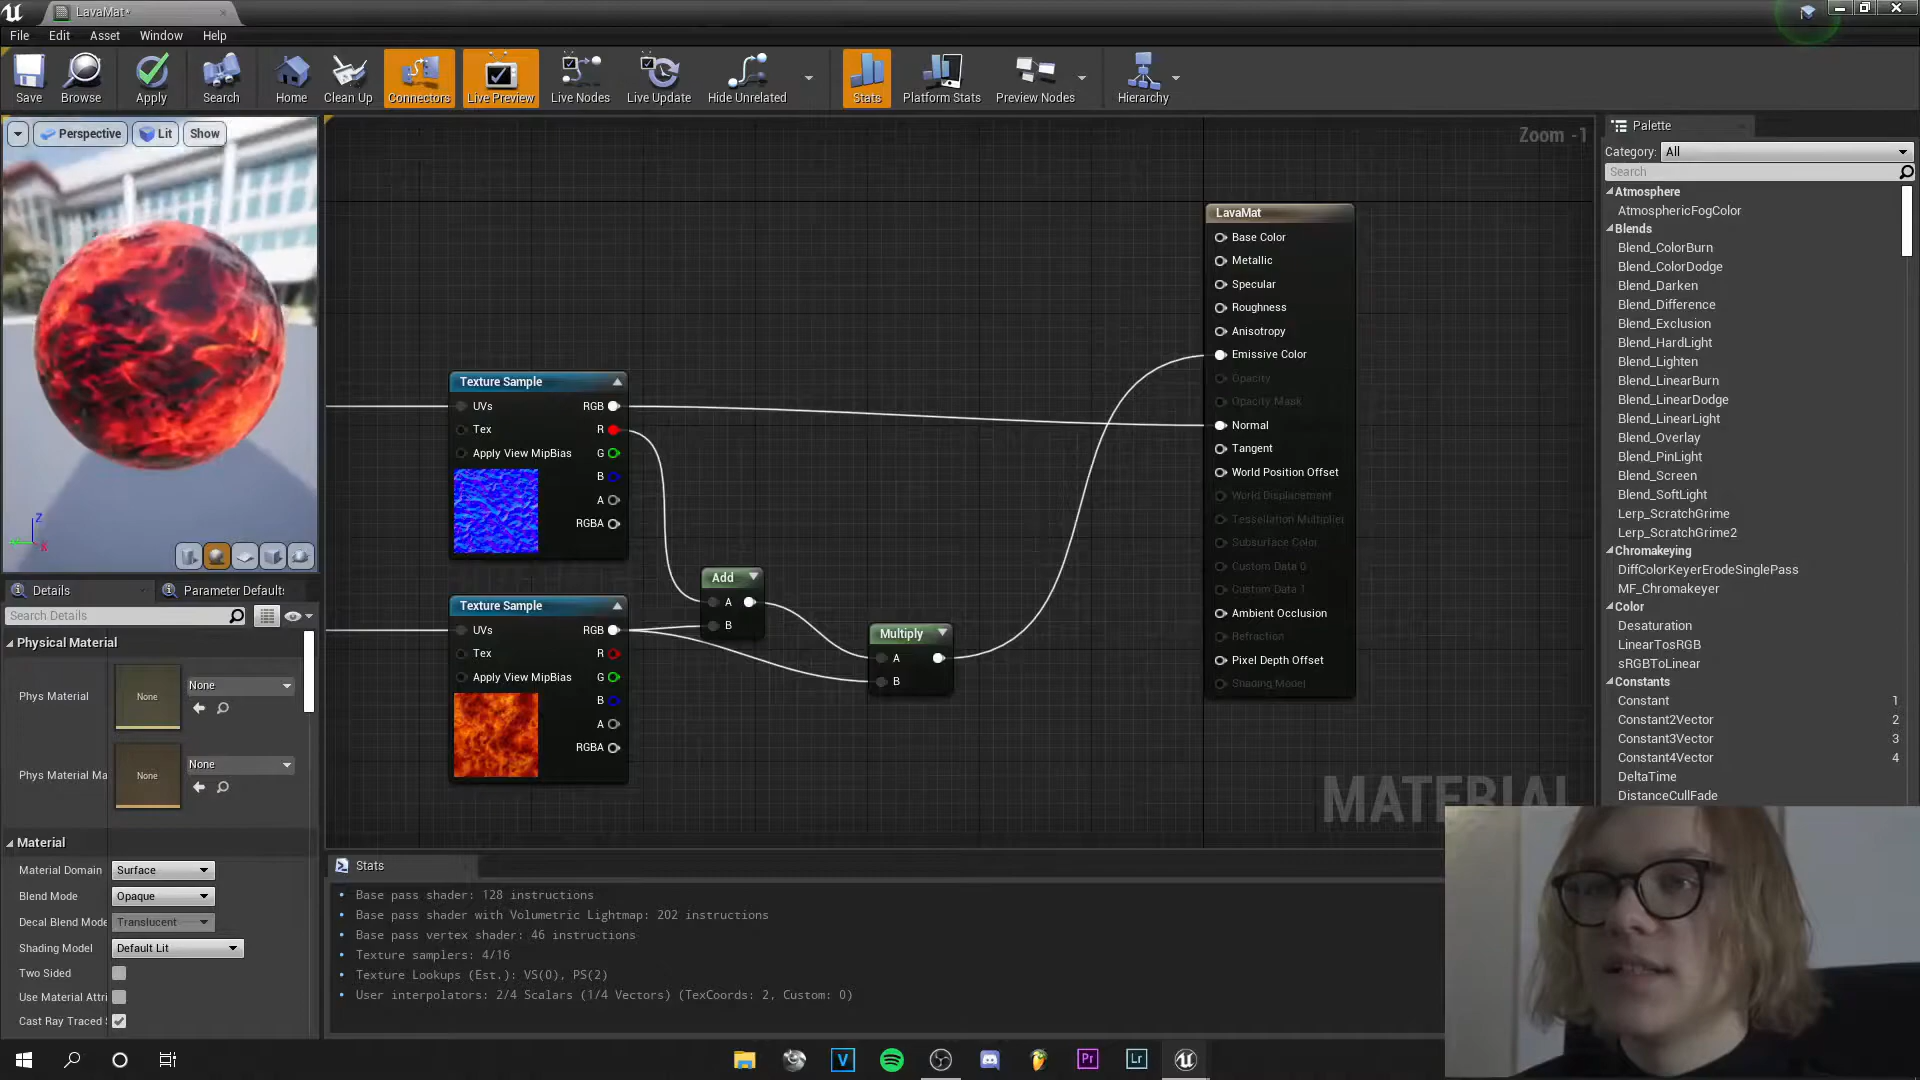 LavaMat*
File Edit Asset Window Help
Save Browse Apply Search Home Clean Up Connectors Live Preview Live Nodes Live Update Hide Unrelated Stats Platform Stats Preview Nodes Hierarchy
Perspective Lit Show
Z
X
Zoom -1
Texture Sample
UVs RGB
Tex R
Apply View MipBias G
B
A
RGBA
Texture Sample
UVs RGB
Tex R
Apply View MipBias G
B
A
RGBA
Add
A
B
Multiply
A
B
LavaMat
Base Color
Metallic
Specular
Roughness
Anisotropy
Emissive Color
Opacity
Opacity Mask
Normal
Tangent
World Position Offset
World Displacement
Tessellation Multiplier
Subsurface Color
Custom Data 0
Custom Data 1
Ambient Occlusion
Refraction
Pixel Depth Offset
Shading Model
MATERIAL
Palette
Category: All
Search
Atmosphere
AtmosphericFogColor
Blends
Blend_ColorBurn
Blend_ColorDodge
Blend_Darken
Blend_Difference
Blend_Exclusion
Blend_HardLight
Blend_Lighten
Blend_LinearBurn
Blend_LinearDodge
Blend_LinearLight
Blend_Overlay
Blend_PinLight
Blend_Screen
Blend_SoftLight
Lerp_ScratchGrime
Lerp_ScratchGrime2
Chromakeying
DiffColorKeyerErodeSinglePass
MF_Chromakeyer
Color
Desaturation
LinearTosRGB
sRGBToLinear
Constants
Constant 1
Constant2Vector 2
Constant3Vector 3
Constant4Vector 4
DeltaTime
DistanceCullFade
Details Parameter Defaults
Search Details
Physical Material
Phys Material None None
Phys Material Ma None None
Material
Material Domain Surface
Blend Mode Opaque
Decal Blend Mode Translucent
Shading Model Default Lit
Two Sided
Use Material Attri
Cast Ray Traced S
Stats
Base pass shader: 128 instructions
Base pass shader with Volumetric Lightmap: 202 instructions
Base pass vertex shader: 46 instructions
Texture samplers: 4/16
Texture Lookups (Est.): VS(0), PS(2)
User interpolators: 2/4 Scalars (1/4 Vectors) (TexCoords: 2, Custom: 0)
V Pr Lr